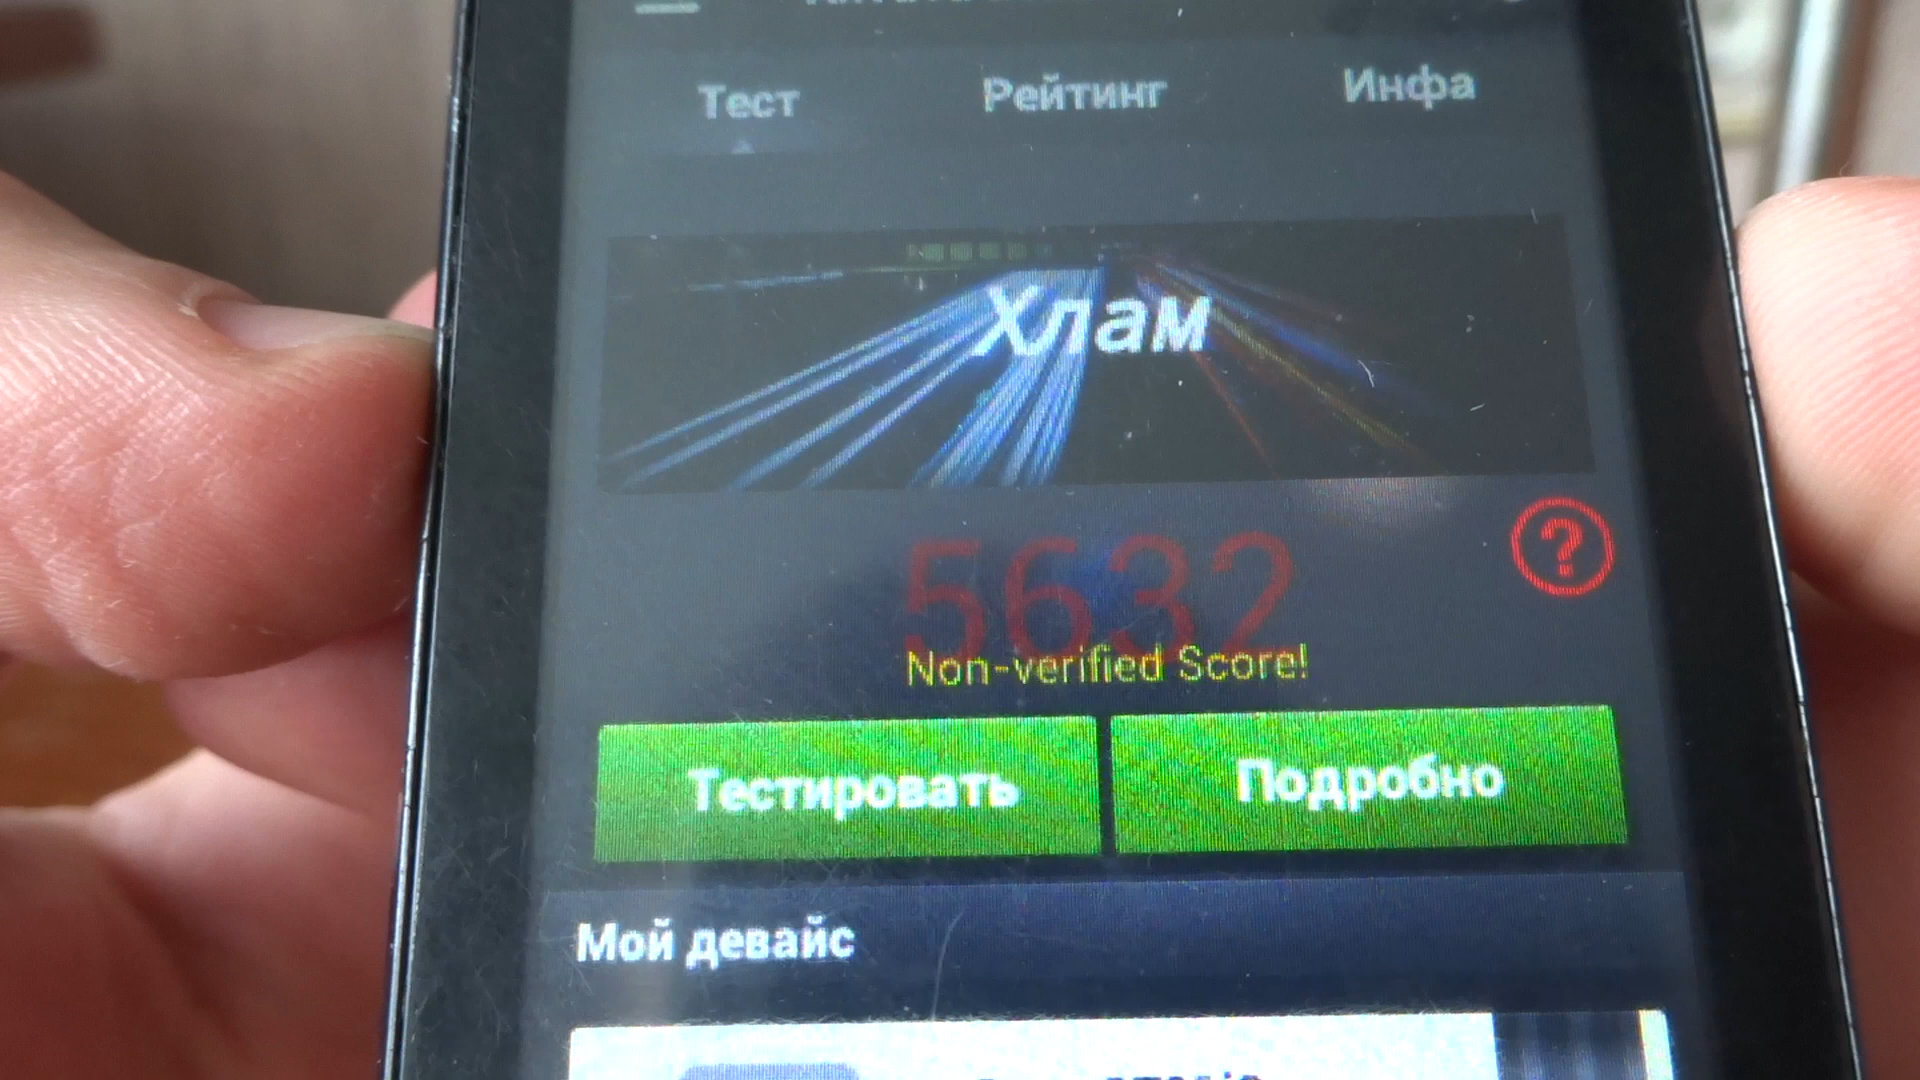 Тест Рейтинг Инфа
Хлам
5632
?
Non-verified Score!
Тестировать Подробно
Мой девайс